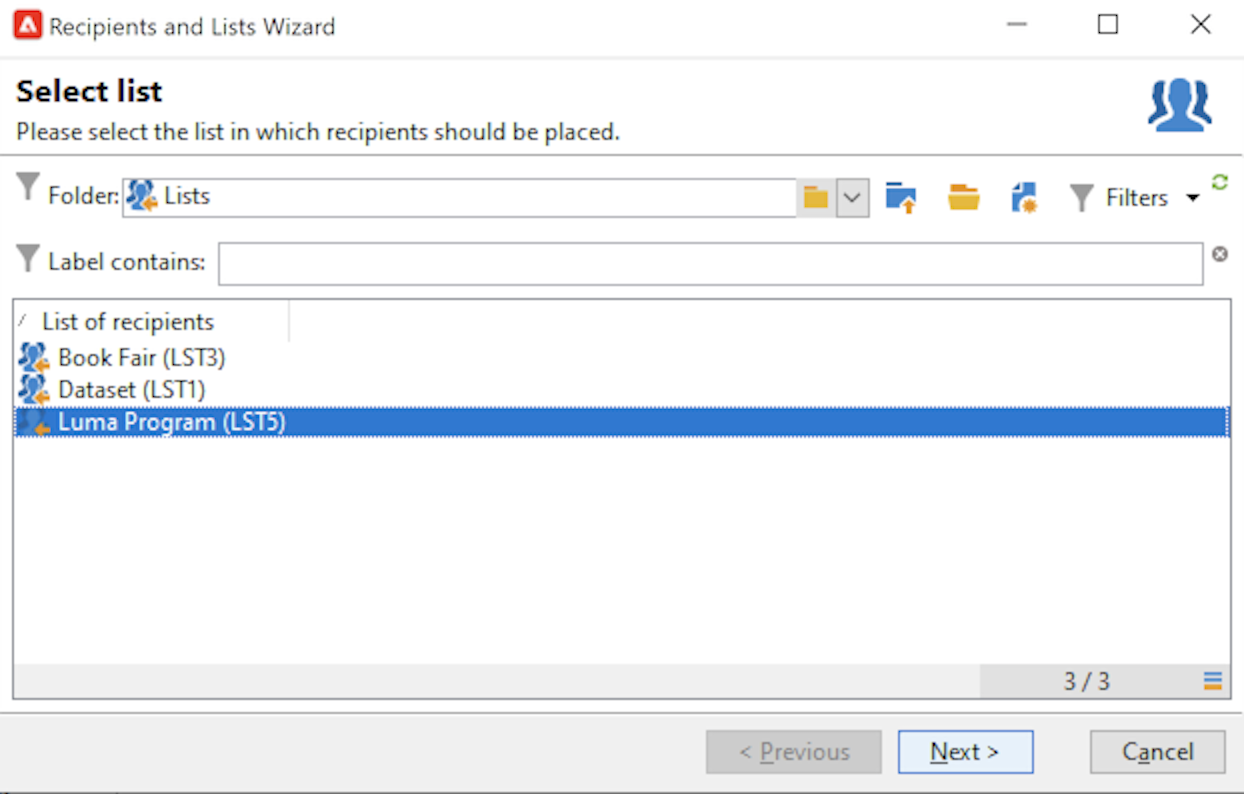 Recipients and Lists Wizard
Select list
Please select the list in which recipients should be placed.
Folder: Lists Filters
Label contains:
List of recipients
Book Fair (LST3)
Dataset (LST1)
Luma Program (LST5)
3 / 3
< Previous Next > Cancel